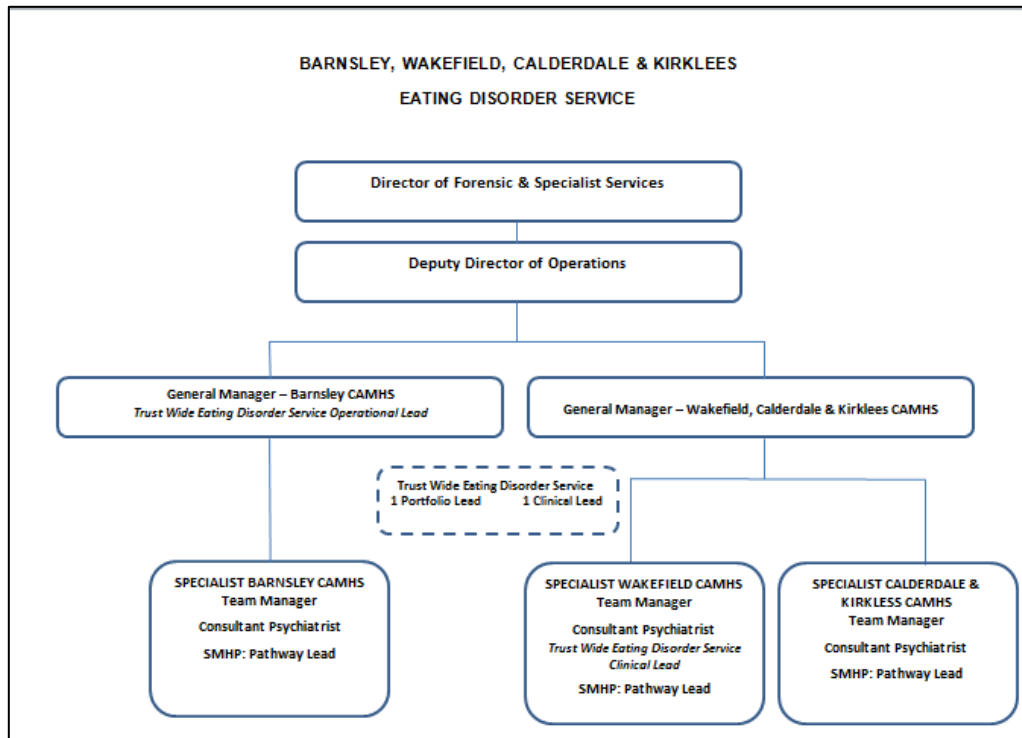 BARNSLEY, WAKEFIELD, CALDERDALE & KIRKLEES
EATING DISORDER SERVICE
Director of Forensic & Specialist Services
Deputy Director of Operations
General Manager – Barnsley CAMHS
Trust Wide Eating Disorder Service Operational Lead
General Manager – Wakefield, Calderdale & Kirklees CAMHS
Trust Wide Eating Disorder Service
1 Portfolio Lead 1 Clinical Lead
SPECIALIST BARNSLEY CAMHS
Team Manager
Consultant Psychiatrist
SMHP: Pathway Lead
SPECIALIST WAKEFIELD CAMHS
Team Manager
Consultant Psychiatrist
Trust Wide Eating Disorder Service
Clinical Lead
SMHP: Pathway Lead
SPECIALIST CALDERDALE &
KIRKLESS CAMHS
Team Manager
Consultant Psychiatrist
SMHP: Pathway Lead